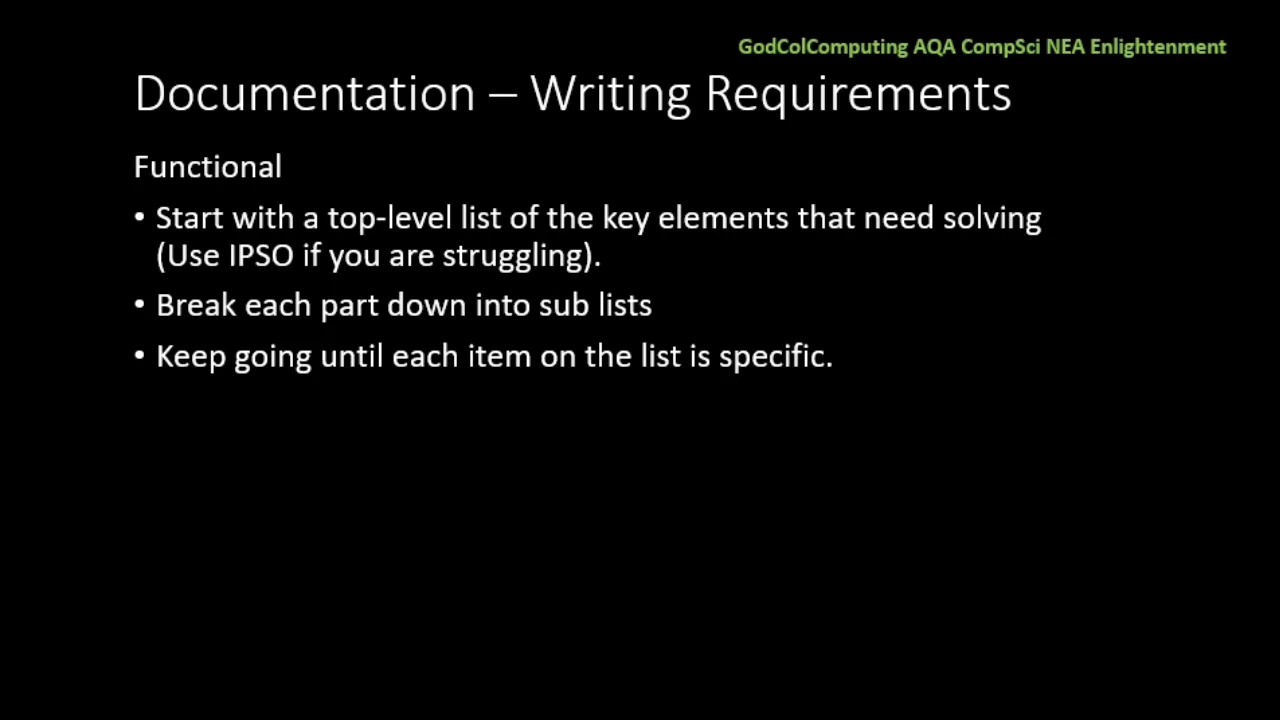 GodColComputing AQA CompSci NEA Enlightenment
Documentation – Writing Requirements
Functional
• Start with a top-level list of the key elements that need solving
(Use IPSO if you are struggling).
• Break each part down into sub lists
• Keep going until each item on the list is specific.